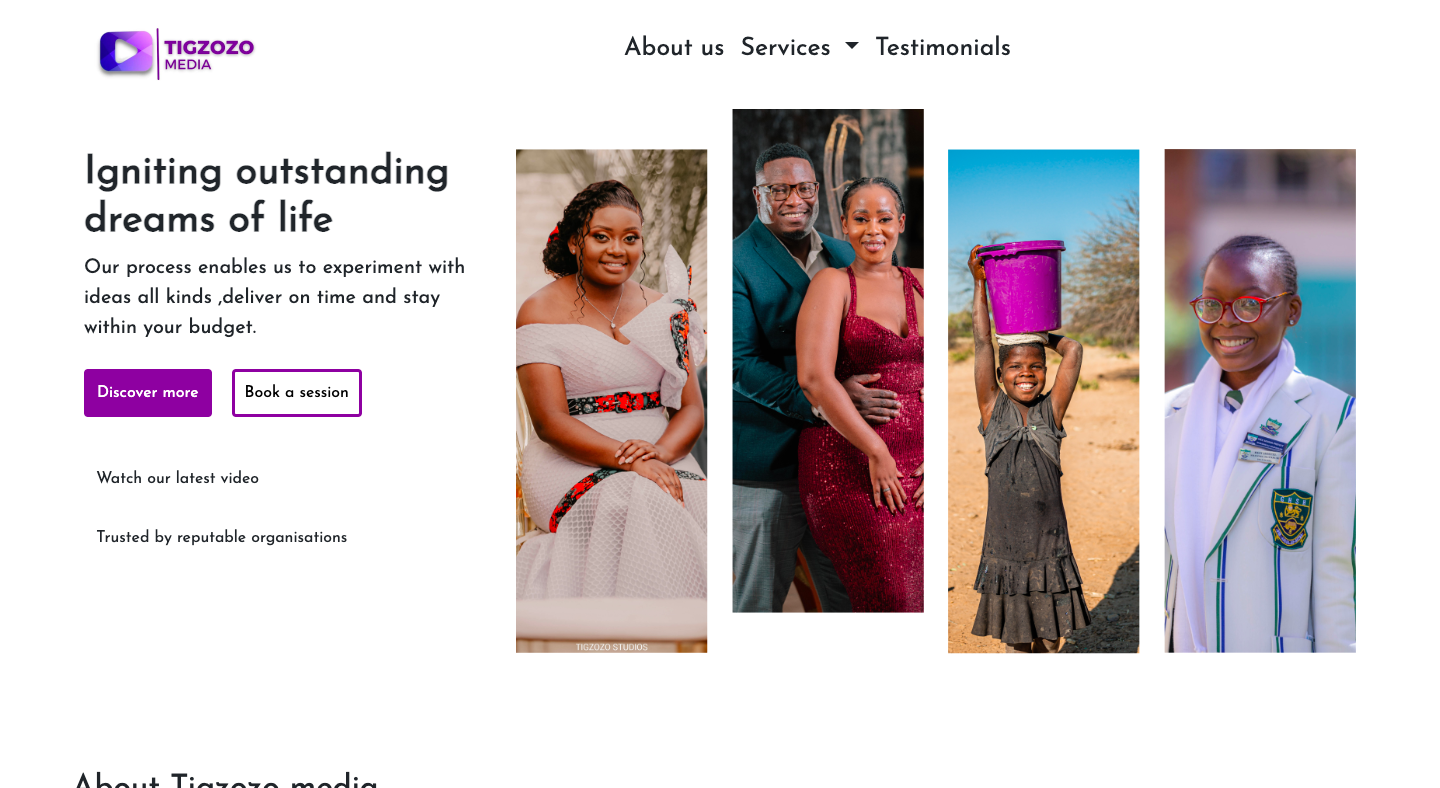 TIGZOZO
MEDIA
About us Services Testimonials
Igniting outstanding
dreams of life
Our process enables us to experiment with
ideas all kinds ,deliver on time and stay
within your budget.
Discover more
Book a session
Watch our latest video
Trusted by reputable organisations
TIGZOZO STUDIOS
About Tigzozo media